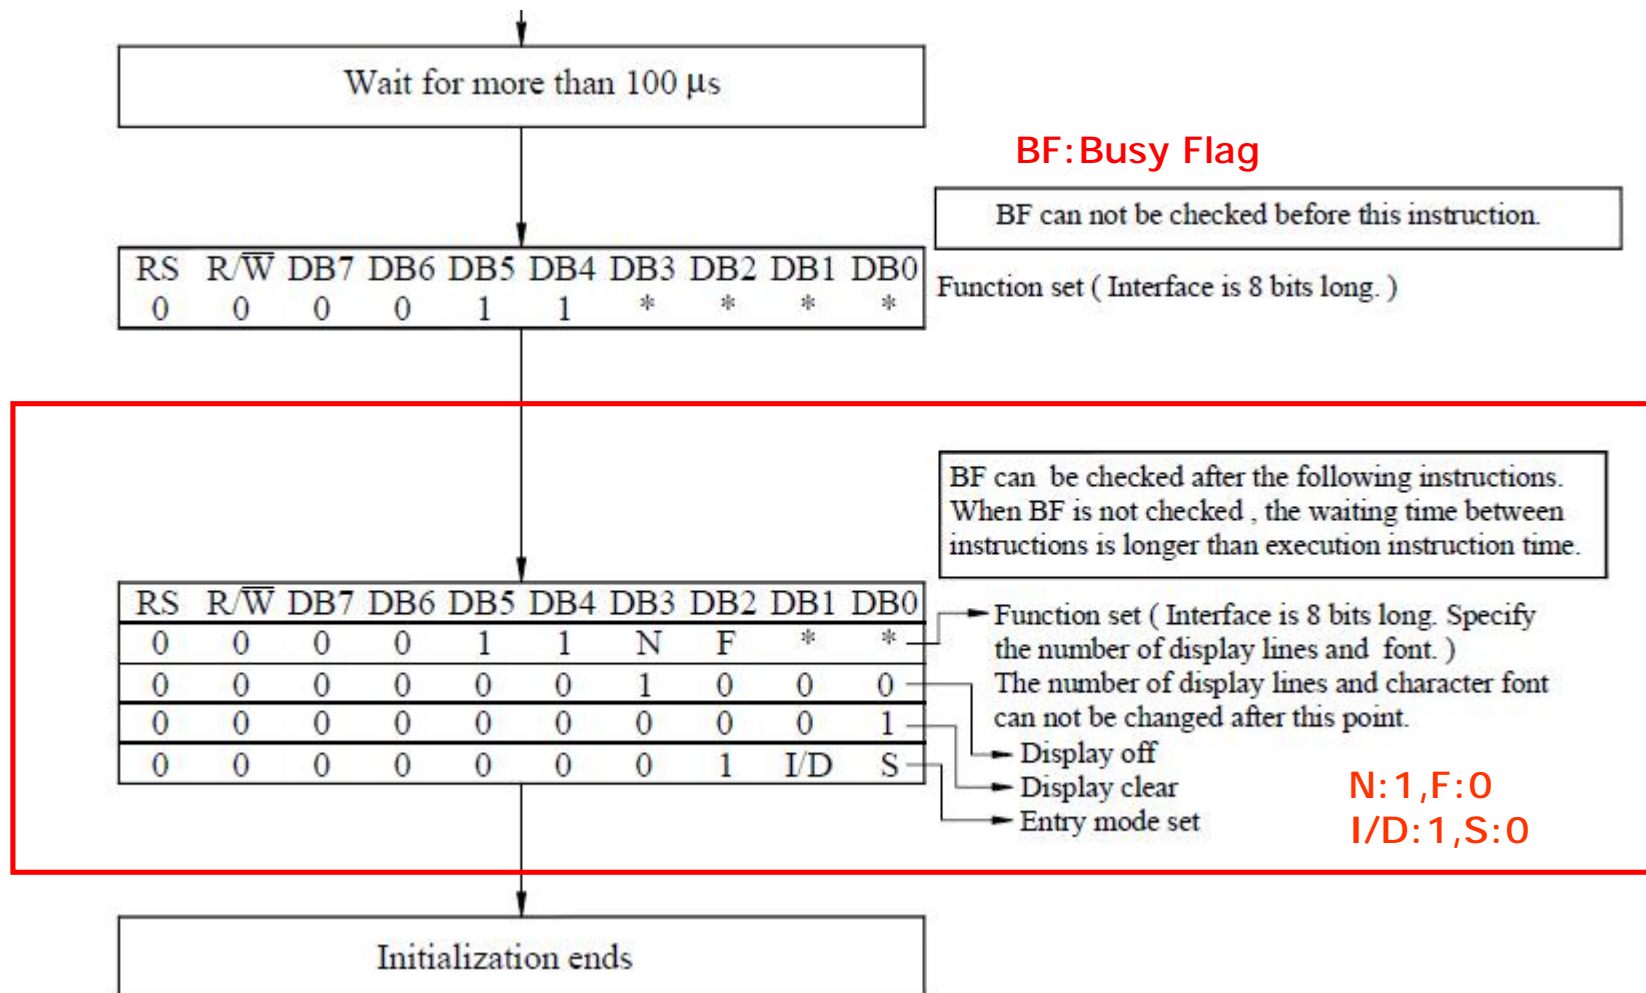 Wait for more than 100 μs
BF:Busy Flag
BF can not be checked before this instruction.
RS R/W̅ DB7 DB6 DB5 DB4 DB3 DB2 DB1 DB0
0 0 0 0 1 1 * * * *
Function set ( Interface is 8 bits long. )
BF can be checked after the following instructions.
When BF is not checked , the waiting time between
instructions is longer than execution instruction time.
RS R/W̅ DB7 DB6 DB5 DB4 DB3 DB2 DB1 DB0
0 0 0 0 1 1 N F * *
0 0 0 0 0 0 1 0 0 0
0 0 0 0 0 0 0 0 0 1
0 0 0 0 0 0 0 1 I/D S
Function set ( Interface is 8 bits long. Specify
the number of display lines and font. )
The number of display lines and character font
can not be changed after this point.
Display off
Display clear
Entry mode set
N:1,F:0
I/D:1,S:0
Initialization ends